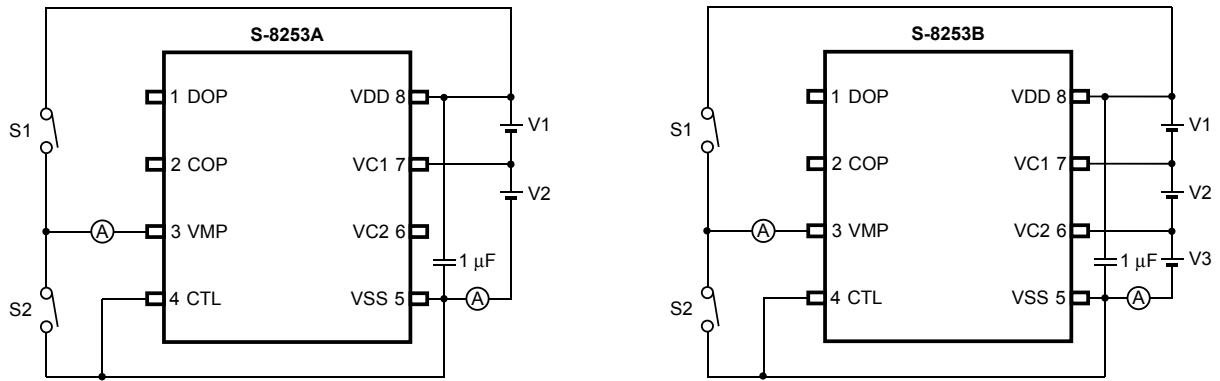 S-8253A
1 DOP
VDD 8
S1
V1
2 COP
VC1 7
V2
A
3 VMP
VC2 6
1 μF
S2
4 CTL
VSS 5
A
S-8253B
1 DOP
VDD 8
S1
V1
2 COP
VC1 7
V2
A
3 VMP
VC2 6
1 μF
V3
S2
4 CTL
VSS 5
A